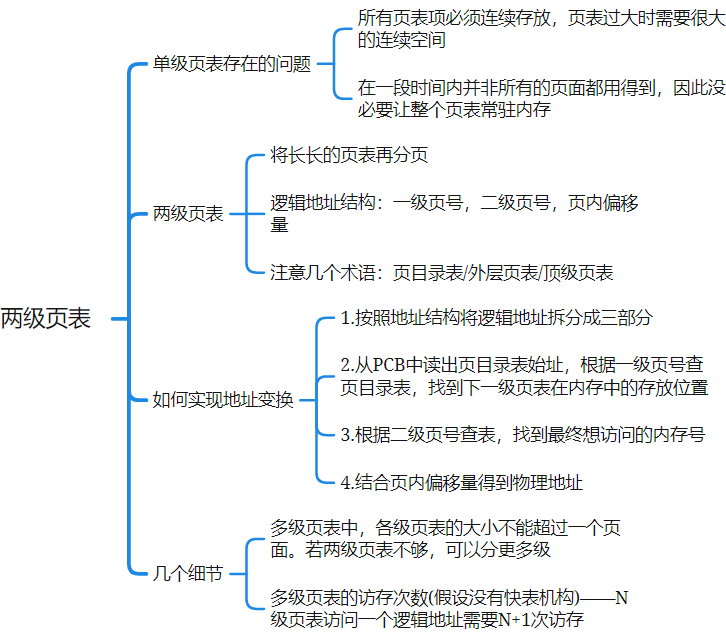 两级页表
单级页表存在的问题
所有页表项必须连续存放，页表过大时需要很大
的连续空间
在一段时间内并非所有的页面都用得到，因此没
必要让整个页表常驻内存
两级页表
将长长的页表再分页
逻辑地址结构：一级页号，二级页号，页内偏移
量
注意几个术语：页目录表/外层页表/顶级页表
如何实现地址变换
1.按照地址结构将逻辑地址拆分成三部分
2.从PCB中读出页目录表始址，根据一级页号查
页目录表，找到下一级页表在内存中的存放位置
3.根据二级页号查表，找到最终想访问的内存号
4.结合页内偏移量得到物理地址
几个细节
多级页表中，各级页表的大小不能超过一个页
面。若两级页表不够，可以分更多级
多级页表的访存次数(假设没有快表机构)——N
级页表访问一个逻辑地址需要N+1次访存